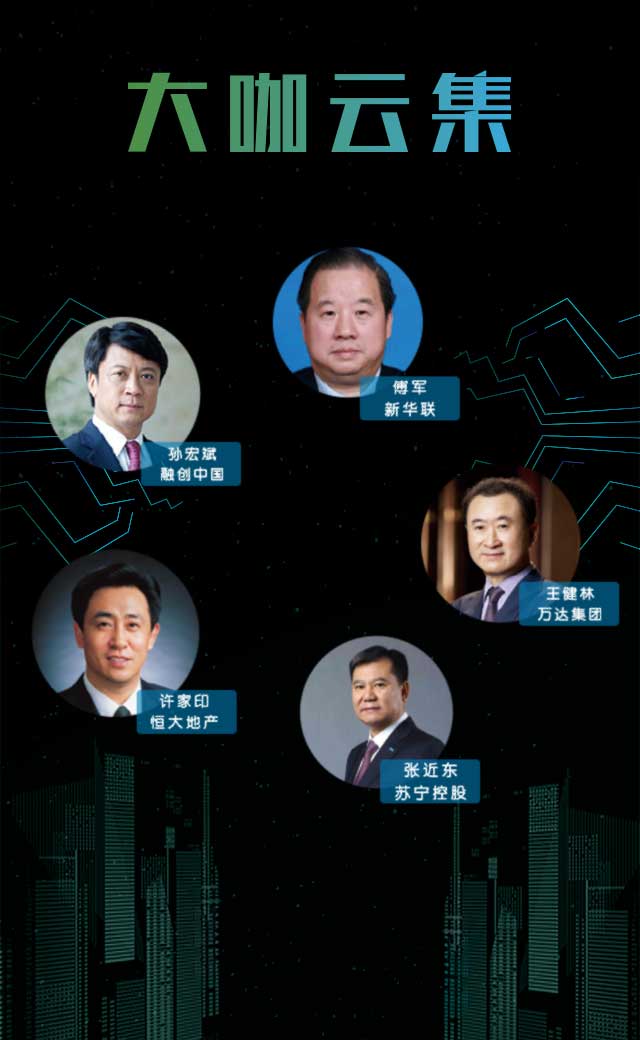 大咖云集
傅军
新华联
孙宏斌
融创中国
王健林
万达集团
许家印
恒大地产
张近东
苏宁控股